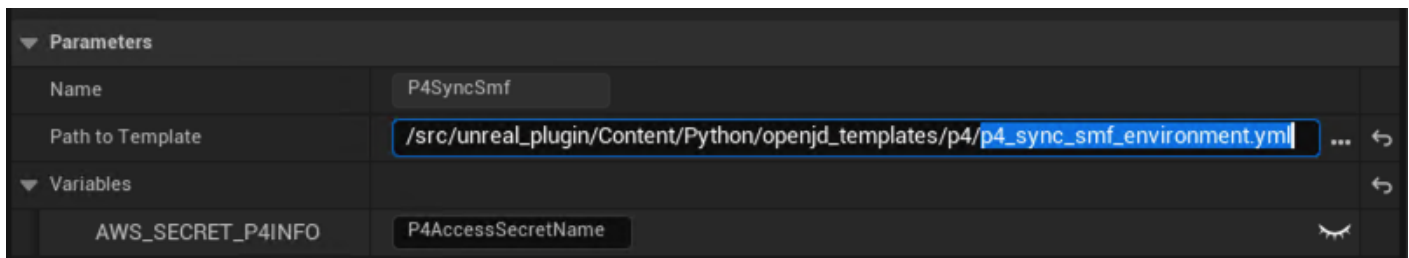 Parameters
Name P4SyncSmf
Path to Template /src/unreal_plugin/Content/Python/openjd_templates/p4/p4_sync_smf_environment.yml ...
Variables
AWS_SECRET_P4INFO P4AccessSecretName